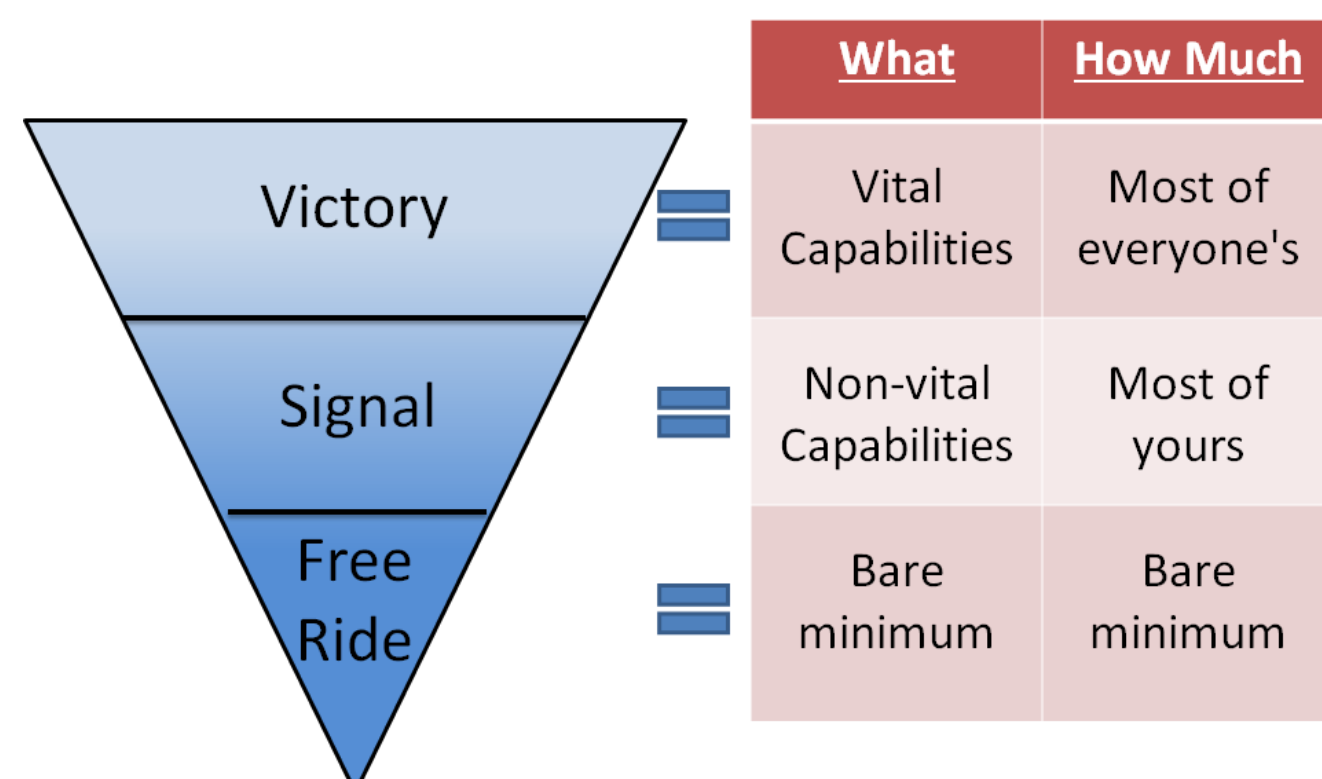 What
How Much
Victory
Vital
Capabilities
Most of
everyone's
Signal
Non-vital
Capabilities
Most of
yours
Free
Ride
Bare
minimum
Bare
minimum